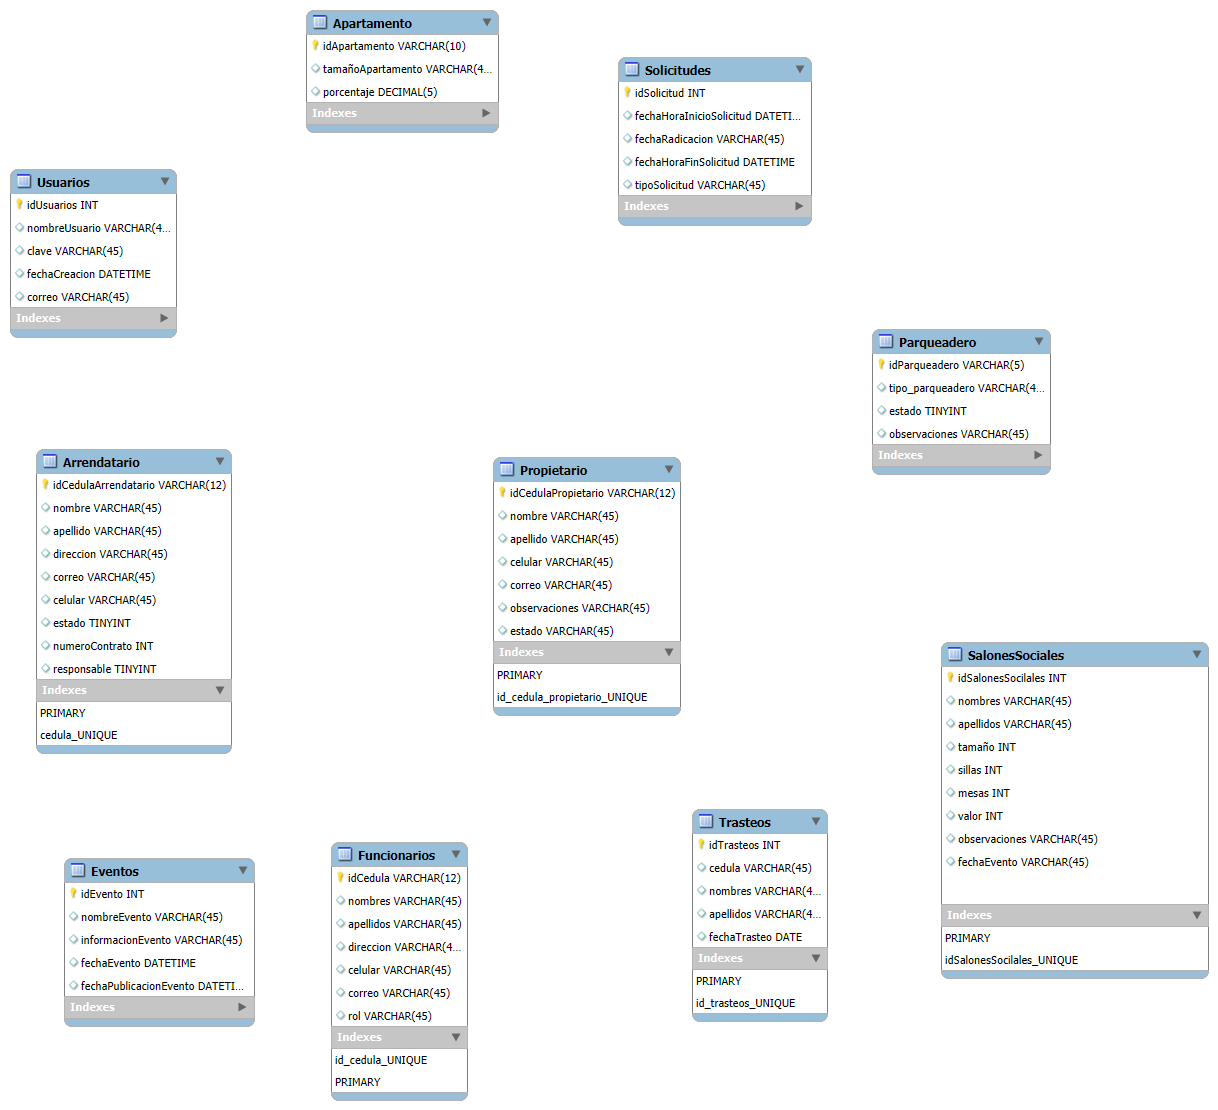 Apartamento
idApartamento VARCHAR(10)
tamañoApartamento VARCHAR(4...
porcentaje DECIMAL(5)
Indexes
Solicitudes
idSolicitud INT
fechaHoraInicioSolicitud DATETI...
fechaRadicacion VARCHAR(45)
fechaHoraFinSolicitud DATETIME
tipoSolicitud VARCHAR(45)
Indexes
Usuarios
idUsuarios INT
nombreUsuario VARCHAR(4...
clave VARCHAR(45)
fechaCreacion DATETIME
correo VARCHAR(45)
Indexes
Parqueadero
idParqueadero VARCHAR(5)
tipo_parqueadero VARCHAR(4...
estado TINYINT
observaciones VARCHAR(45)
Indexes
Arrendatario
idCedulaArrendatario VARCHAR(12)
nombre VARCHAR(45)
apellido VARCHAR(45)
direccion VARCHAR(45)
correo VARCHAR(45)
celular VARCHAR(45)
estado TINYINT
numeroContrato INT
responsable TINYINT
Indexes
PRIMARY
cedula_UNIQUE
Propietario
idCedulaPropietario VARCHAR(12)
nombre VARCHAR(45)
apellido VARCHAR(45)
celular VARCHAR(45)
correo VARCHAR(45)
observaciones VARCHAR(45)
estado VARCHAR(45)
Indexes
PRIMARY
id_cedula_propietario_UNIQUE
SalonesSociales
idSalonesSocilales INT
nombres VARCHAR(45)
apellidos VARCHAR(45)
tamaño INT
sillas INT
mesas INT
valor INT
observaciones VARCHAR(45)
fechaEvento VARCHAR(45)
Indexes
PRIMARY
idSalonesSocilales_UNIQUE
Eventos
idEvento INT
nombreEvento VARCHAR(45)
informacionEvento VARCHAR(45)
fechaEvento DATETIME
fechaPublicacionEvento DATETI...
Indexes
Funcionarios
idCedula VARCHAR(12)
nombres VARCHAR(45)
apellidos VARCHAR(45)
direccion VARCHAR(4...
celular VARCHAR(45)
correo VARCHAR(45)
rol VARCHAR(45)
Indexes
id_cedula_UNIQUE
PRIMARY
Trasteos
idTrasteos INT
cedula VARCHAR(45)
nombres VARCHAR(4...
apellidos VARCHAR(4...
fechaTrasteo DATE
Indexes
PRIMARY
id_trasteos_UNIQUE